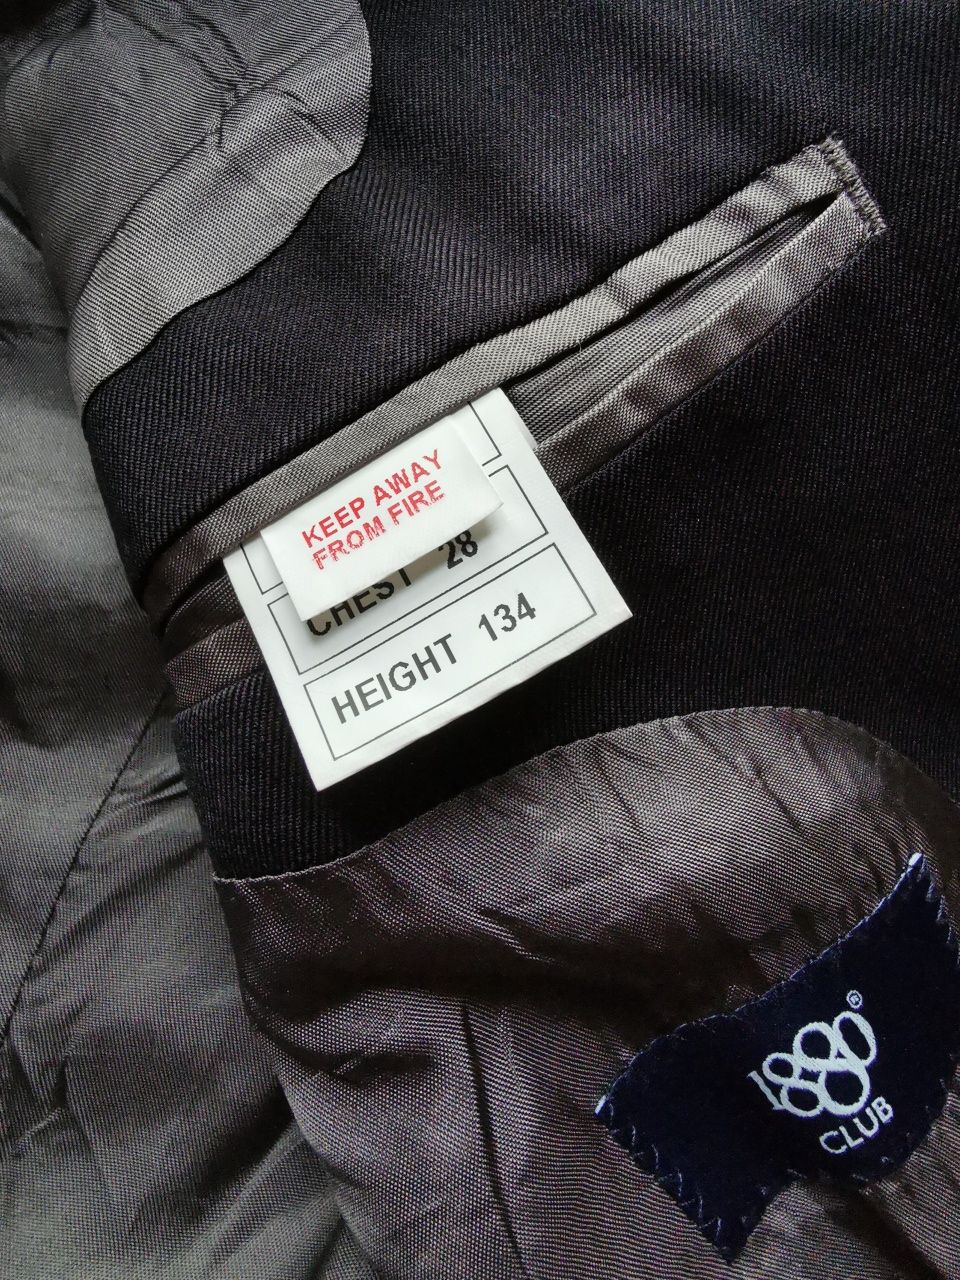 KEEP AWAY
FROM FIRE
CHEST 28
HEIGHT 134
1880®
CLUB